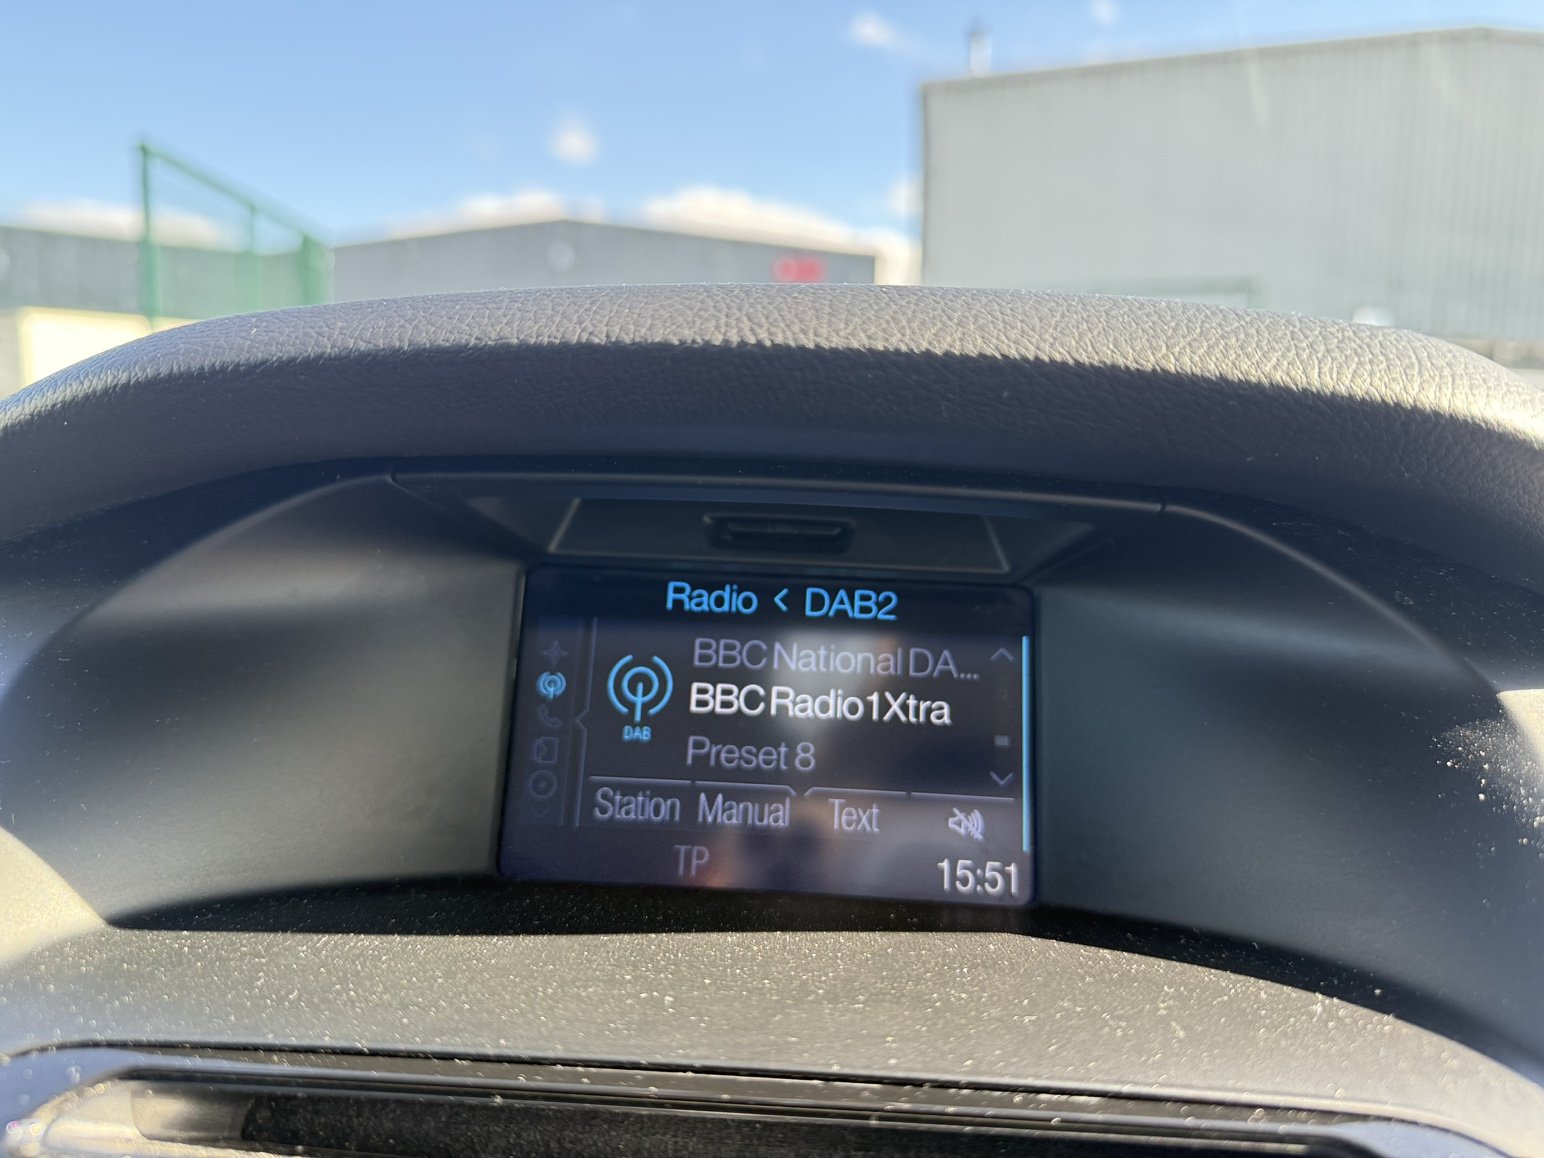 Radio < DAB2
BBC National DA...
BBC Radio 1Xtra
DAB
Preset 8
Station Manual Text
TP
15:51